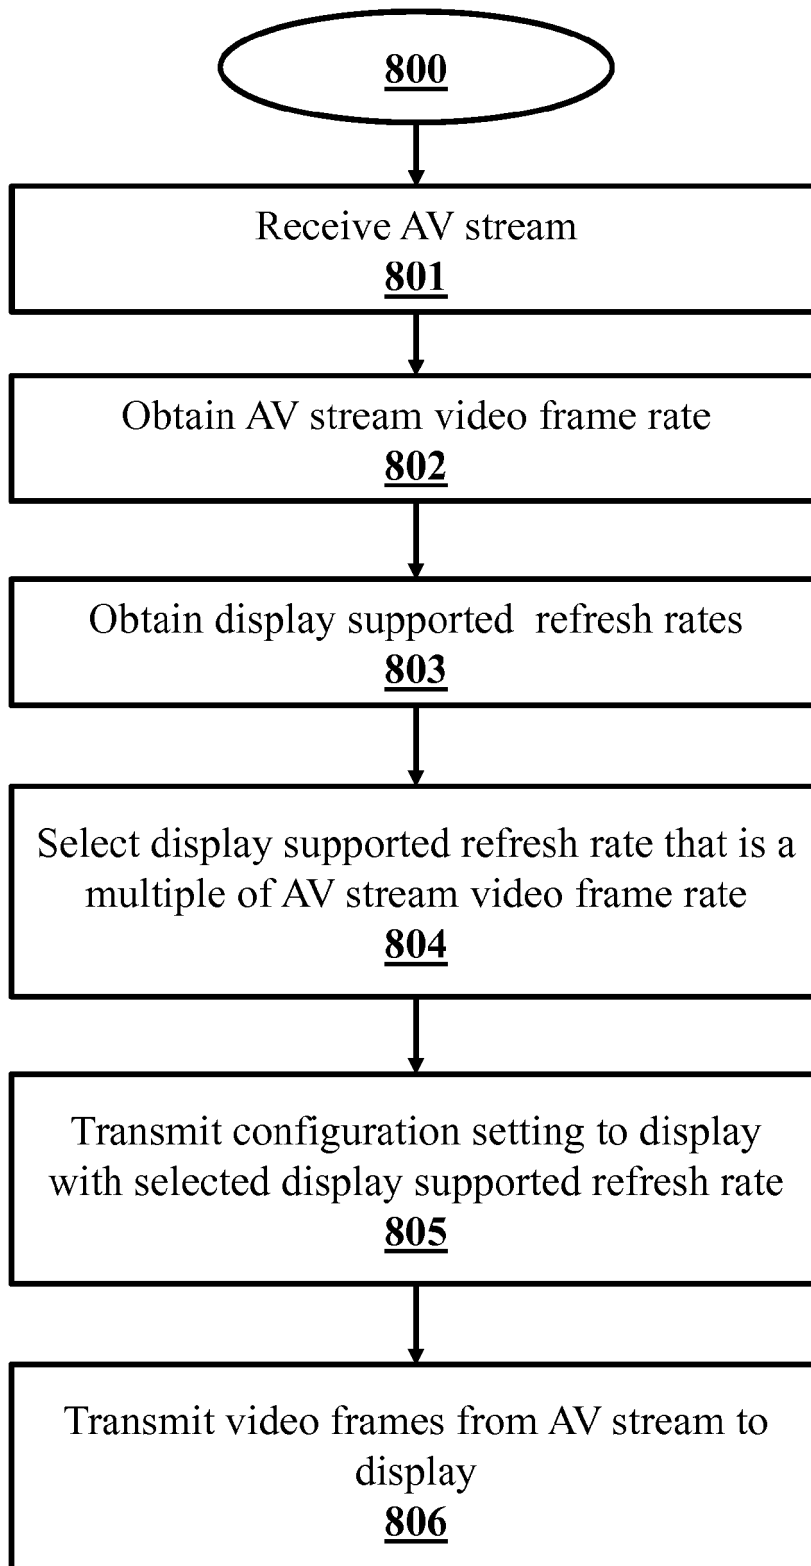 800
Receive AV stream
801
Obtain AV stream video frame rate
802
Obtain display supported refresh rates
803
Select display supported refresh rate that is a
multiple of AV stream video frame rate
804
Transmit configuration setting to display
with selected display supported refresh rate
805
Transmit video frames from AV stream to
display
806